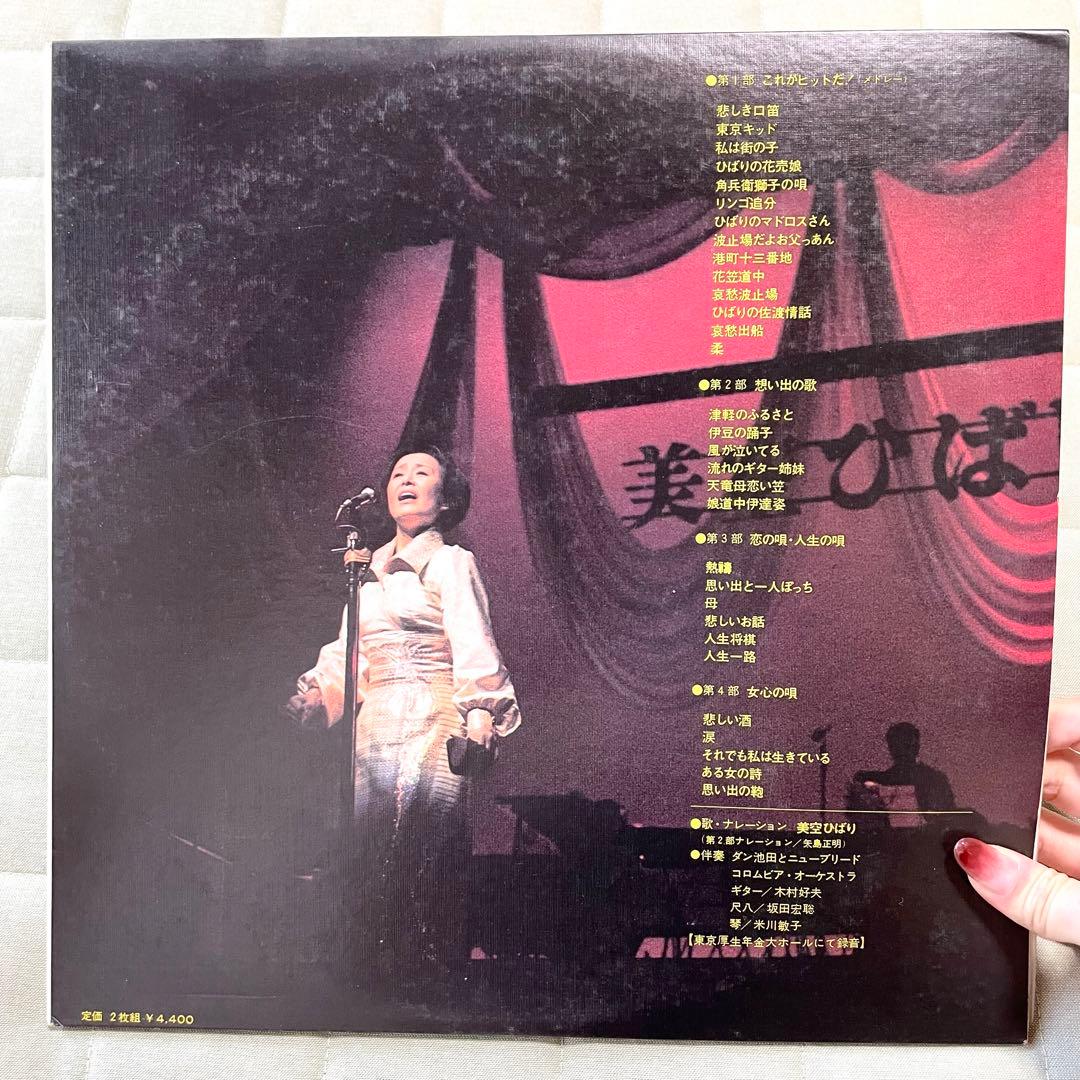 ●第1部 これがヒットだ!(メドレー)
悲しき口笛
東京キッド
私は街の子
ひばりの花売娘
角兵衛獅子の唄
リンゴ追分
ひばりのマドロスさん
波止場だよお父っあん
港町十三番地
花笠道中
哀愁波止場
ひばりの佐渡情話
哀愁出船
柔
●第2部 想い出の歌
津軽のふるさと
伊豆の踊子
風が泣いてる
流れのギター姉妹
天竜母恋い笠
娘道中伊達姿
美空ひば
●第3部 恋の唄・人生の唄
熱禱
思い出と一人ぼっち
母
悲しいお話
人生将棋
人生一路
●第4部 女心の唄
悲しい酒
涙
それでも私は生きている
ある女の詩
思い出の鞄
●歌・ナレーション 美空ひばり
(第2部ナレーション/矢島正明)
●伴奏 ダン池田とニューブリード
コロムビア・オーケストラ
ギター/木村好夫
尺八/坂田宏聡
琴/米川敏子
【東京厚生年金大ホールにて録音】
定価 2枚組 ¥4,400